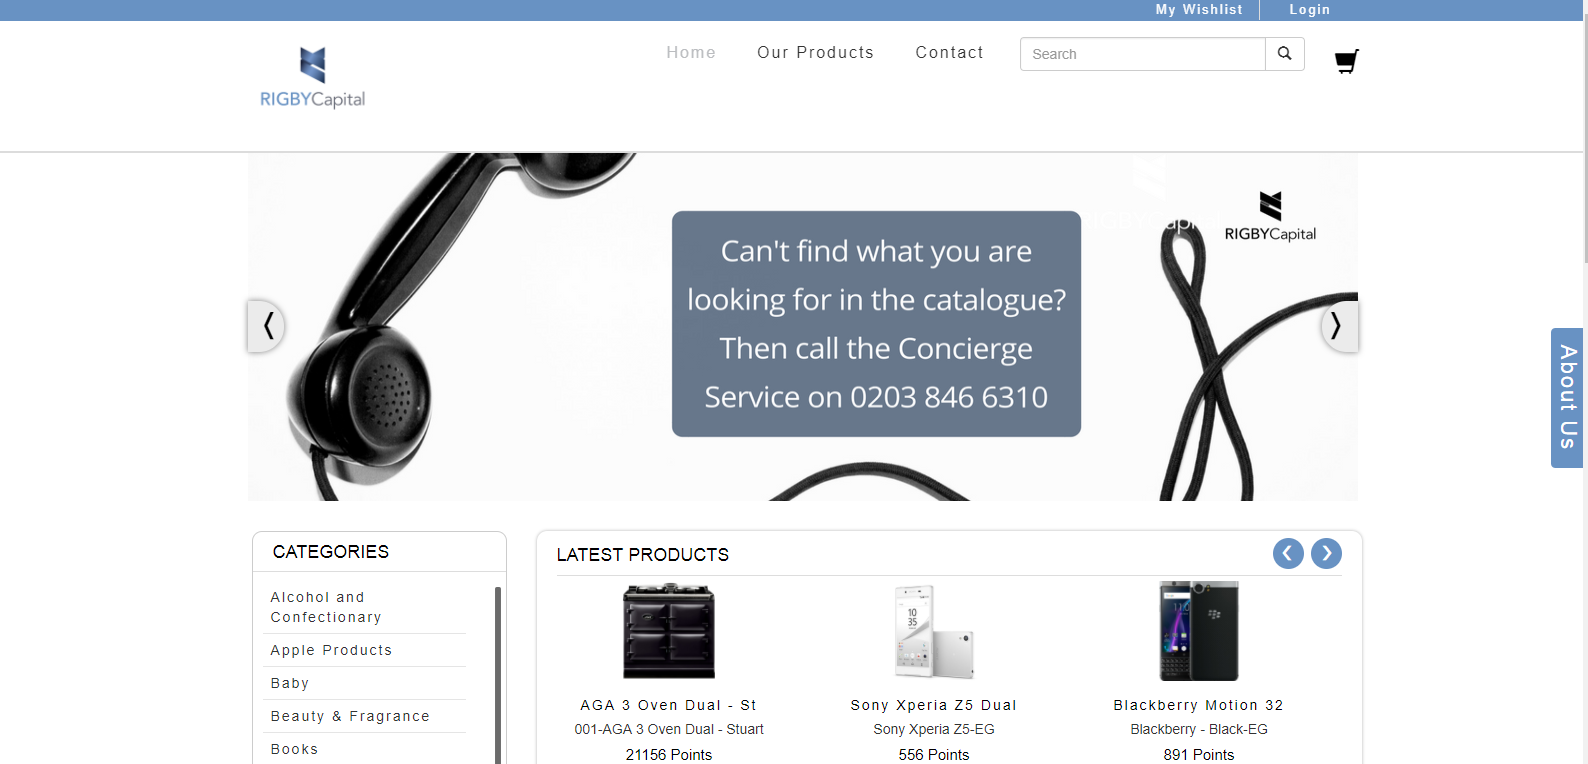 My Wishlist
Login
RIGBYCapital
Home
Our Products
Contact
Search
RIGBYCapital
Can't find what you are
looking for in the catalogue?
Then call the Concierge
Service on 0203 846 6310
About Us
CATEGORIES
Alcohol and
Confectionary
Apple Products
Baby
Beauty & Fragrance
Books
LATEST PRODUCTS
AGA 3 Oven Dual - St
001-AGA 3 Oven Dual - Stuart
21156 Points
Sony Xperia Z5 Dual
Sony Xperia Z5-EG
556 Points
Blackberry Motion 32
Blackberry - Black-EG
891 Points